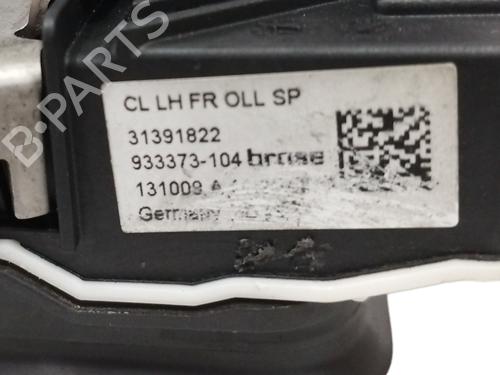 B-PARTS
CL LH FR OLL SP
31391822
933373-104 brose
131009 A
Germany